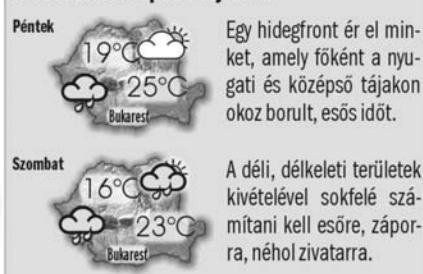 Péntek
19°C
25°C
Bukarest
Egy hidegfront ér el min-
ket, amely főként a nyu-
gati és középső tájakon
okoz borult, esős időt.
Szombat
16°C
23°C
Bukarest
A déli, délkeleti területek
kivételével sokfelé szá-
mítani kell esőre, zápor-
ra, néhol zivatarra.